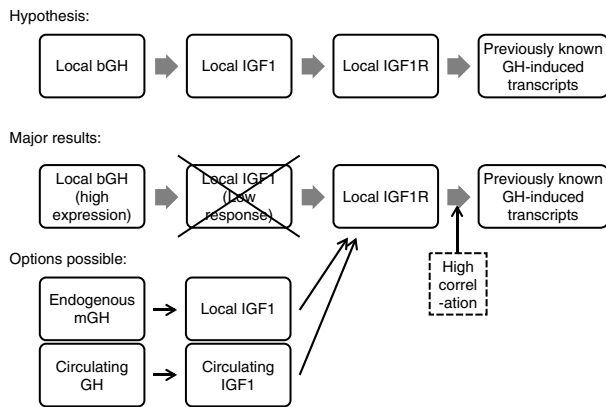 Hypothesis:
Local bGH
Local IGF1
Local IGF1R
Previously known
GH-induced
transcripts
Major results:
Local bGH
(high
expression)
Local IGF1
(Low
response)
Local IGF1R
Previously known
GH-induced
transcripts
Options possible:
High
correl
-ation
Endogenous
mGH
Local IGF1
Circulating
GH
Circulating
IGF1